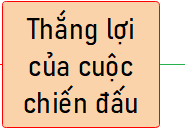 Thắng lợi
của cuộc
chiến đấu